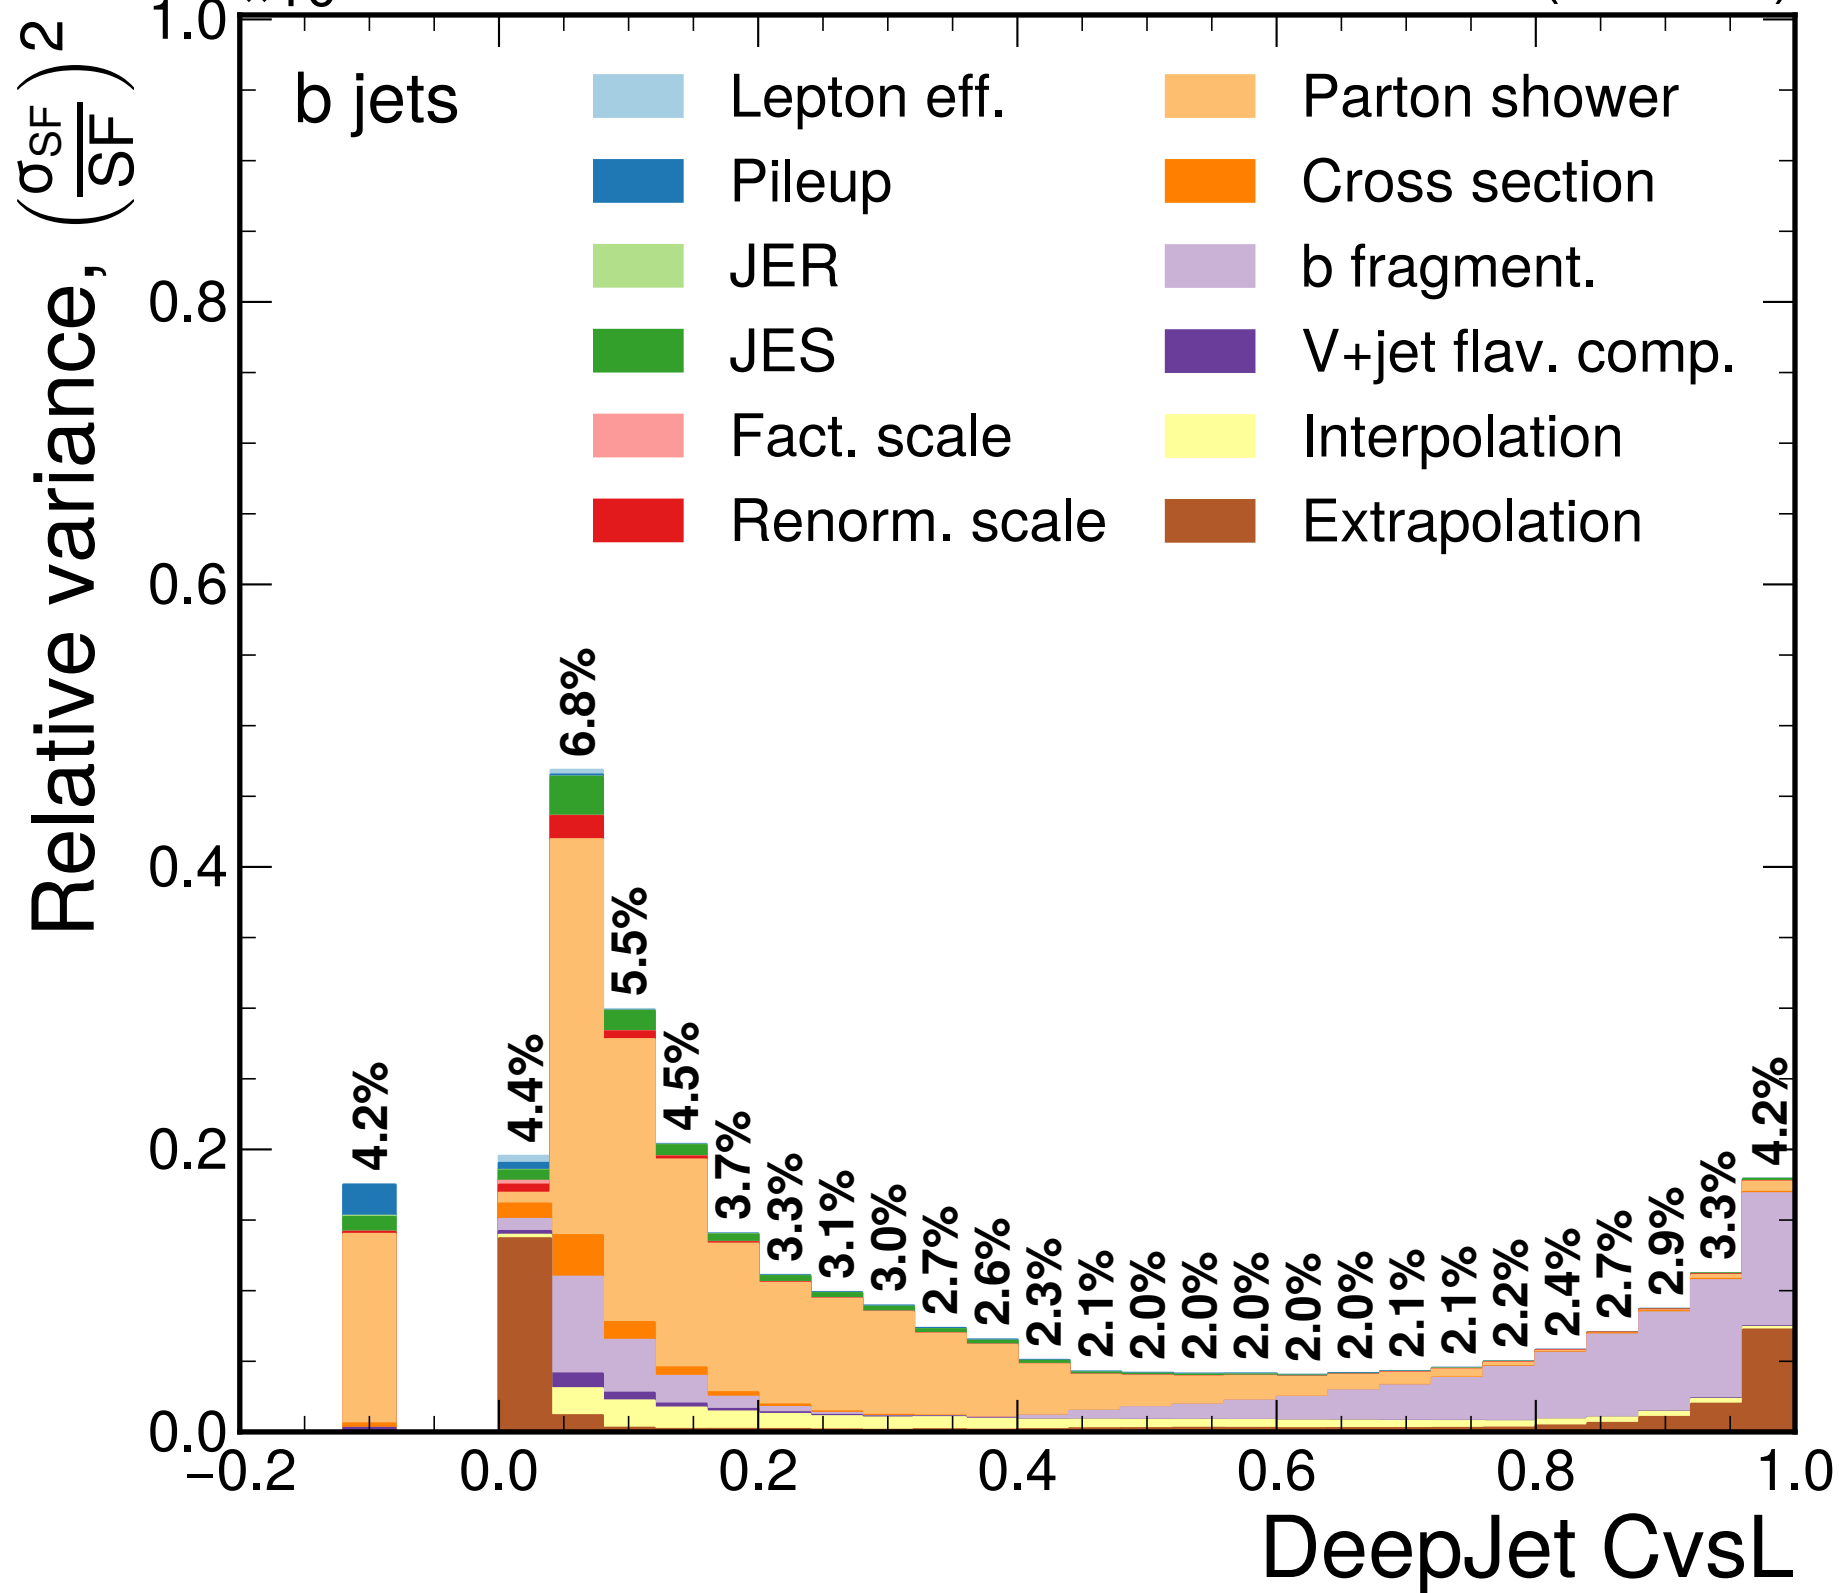 1.0
Relative variance, (σSF/SF)2
b jets
Lepton eff.
Pileup
JER
JES
Fact. scale
Renorm. scale
Parton shower
Cross section
b fragment.
V+jet flav. comp.
Interpolation
Extrapolation
0.8
0.6
0.4
0.2
0.0
4.2%
4.4%
6.8%
5.5%
4.5%
3.7%
3.3%
3.1%
3.0%
2.7%
2.6%
2.3%
2.1%
2.0%
2.0%
2.0%
2.0%
2.0%
2.1%
2.1%
2.2%
2.4%
2.7%
2.9%
3.3%
4.2%
−0.2
0.0
0.2
0.4
0.6
0.8
1.0
DeepJet CvsL